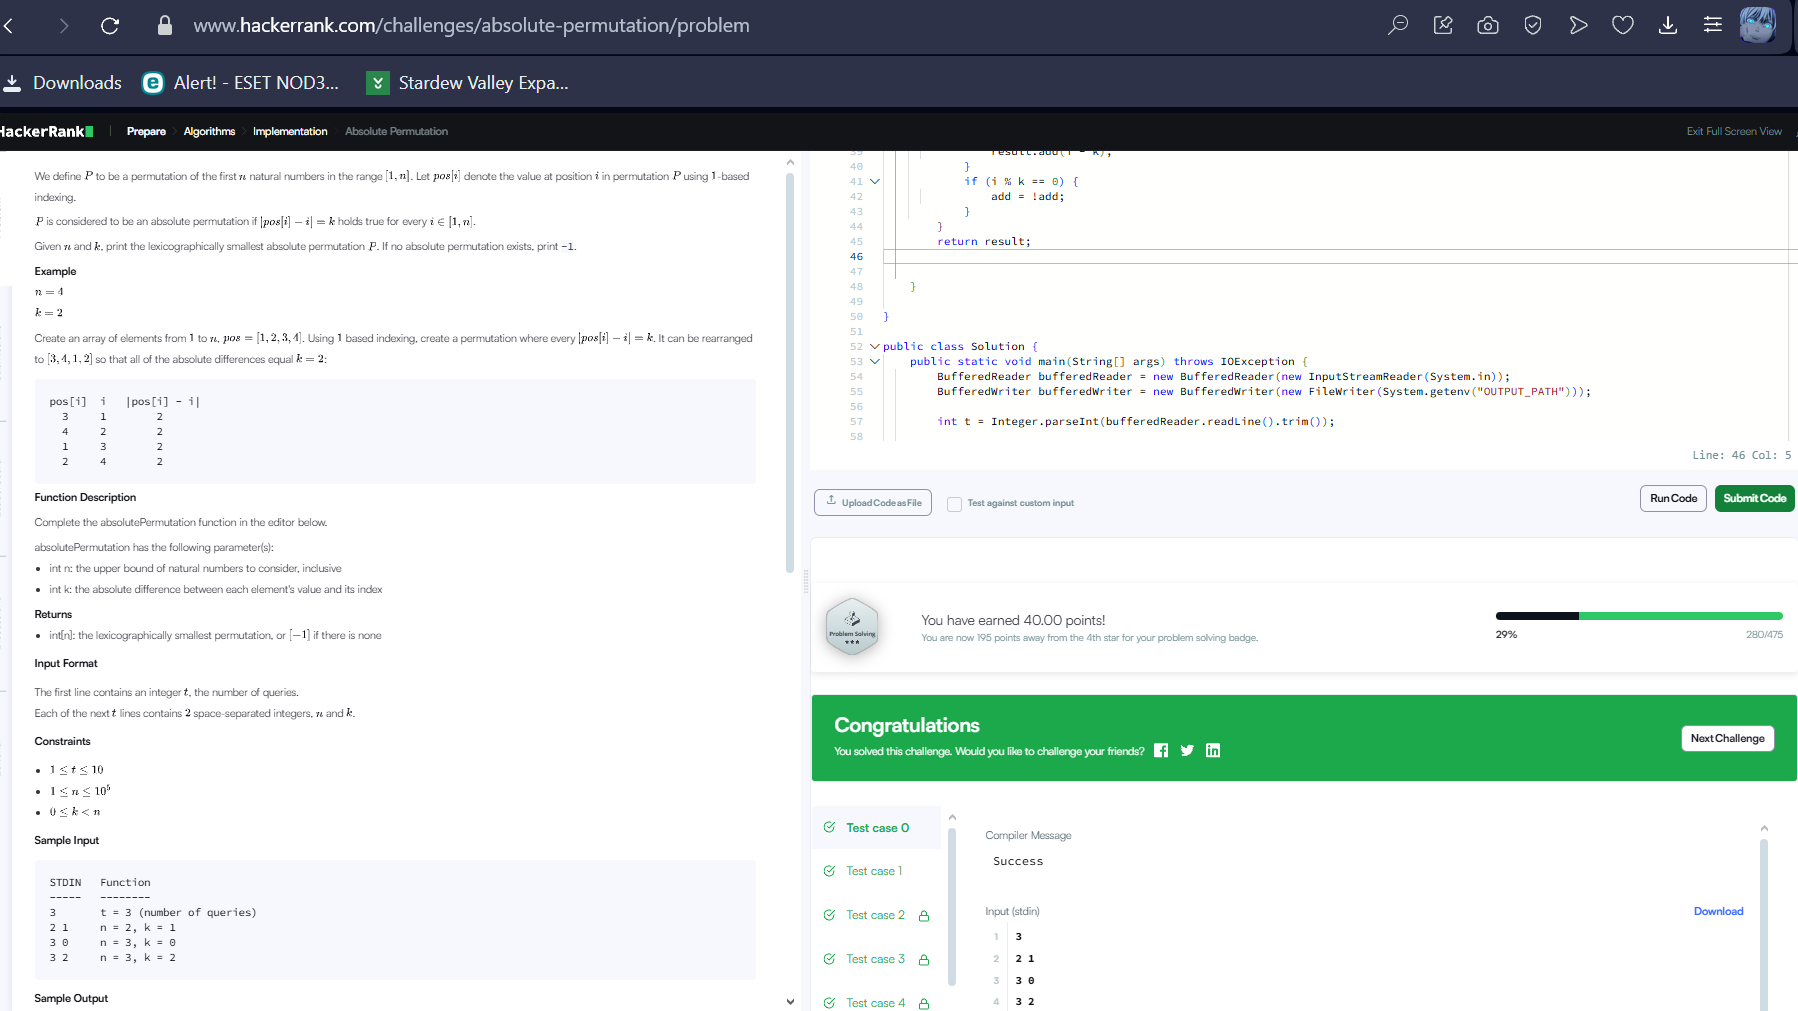 www.hackerrank.com/challenges/absolute-permutation/problem
Downloads
Alert! - ESET NOD3...
Stardew Valley Expa...
HackerRank
Prepare
Algorithms
Implementation
Absolute Permutation
Exit Full Screen View
We define P to be a permutation of the first n natural numbers in the range [1, n]. Let pos[i] denote the value at position i in permutation P using 1-based
indexing.
P is considered to be an absolute permutation if |pos[i] − i| = k holds true for every i ∈ [1, n].
Given n and k, print the lexicographically smallest absolute permutation P. If no absolute permutation exists, print -1.
Example
n = 4
k = 2
Create an array of elements from 1 to n, pos = [1, 2, 3, 4]. Using 1 based indexing, create a permutation where every |pos[i] − i| = k. It can be rearranged
to [3, 4, 1, 2] so that all of the absolute differences equal k = 2:
pos[i] i |pos[i] - i|
3 1 2
4 2 2
1 3 2
2 4 2
Function Description
Complete the absolutePermutation function in the editor below.
absolutePermutation has the following parameter(s):
• int n: the upper bound of natural numbers to consider, inclusive
• int k: the absolute difference between each element's value and its index
Returns
• int[n]: the lexicographically smallest permutation, or [−1] if there is none
Input Format
The first line contains an integer t, the number of queries.
Each of the next t lines contains 2 space-separated integers, n and k.
Constraints
• 1 ≤ t ≤ 10
• 1 ≤ n ≤ 10⁵
• 0 ≤ k < n
Sample Input
STDIN Function
----- --------
3 t = 3 (number of queries)
2 1 n = 2, k = 1
3 0 n = 3, k = 0
3 2 n = 3, k = 2
Sample Output
39 result.add(i - k);
40 }
41 if (i % k == 0) {
42 add = !add;
43 }
44 }
45 return result;
46
47
48 }
49
50 }
51
52 public class Solution {
53 public static void main(String[] args) throws IOException {
54 BufferedReader bufferedReader = new BufferedReader(new InputStreamReader(System.in));
55 BufferedWriter bufferedWriter = new BufferedWriter(new FileWriter(System.getenv("OUTPUT_PATH")));
56
57 int t = Integer.parseInt(bufferedReader.readLine().trim());
58
Line: 46 Col: 5
Upload Code as File
Test against custom input
Run Code
Submit Code
Problem Solving
You have earned 40.00 points!
You are now 195 points away from the 4th star for your problem solving badge.
29%
280/475
Congratulations
You solved this challenge. Would you like to challenge your friends?
Next Challenge
Test case 0
Test case 1
Test case 2
Test case 3
Test case 4
Compiler Message
Success
Input (stdin)
Download
1 3
2 2 1
3 3 0
4 3 2